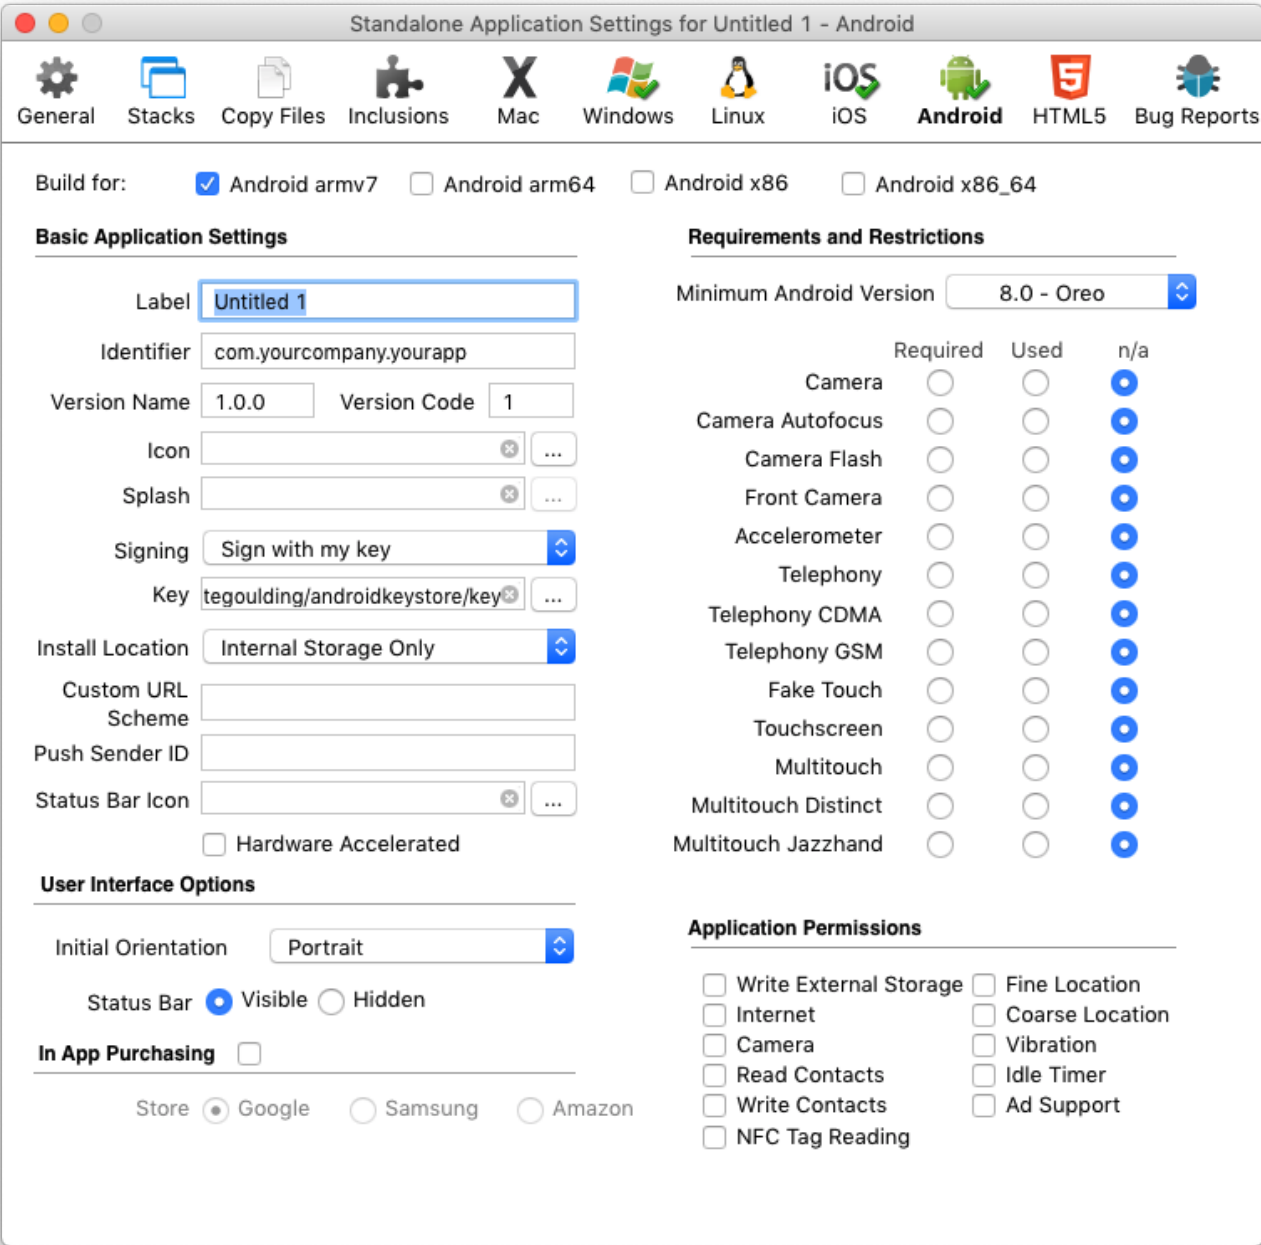 Standalone Application Settings for Untitled 1 - Android
General Stacks Copy Files Inclusions Mac Windows Linux iOS Android HTML5 Bug Reports
Build for: Android armv7 Android arm64 Android x86 Android x86_64
Basic Application Settings
Label Untitled 1
Identifier com.yourcompany.yourapp
Version Name 1.0.0 Version Code 1
Icon ...
Splash ...
Signing Sign with my key
Key tegoulding/androidkeystore/key ...
Install Location Internal Storage Only
Custom URL
Scheme
Push Sender ID
Status Bar Icon ...
Hardware Accelerated
User Interface Options
Initial Orientation Portrait
Status Bar Visible Hidden
In App Purchasing
Store Google Samsung Amazon
Requirements and Restrictions
Minimum Android Version 8.0 - Oreo
Required Used n/a
Camera
Camera Autofocus
Camera Flash
Front Camera
Accelerometer
Telephony
Telephony CDMA
Telephony GSM
Fake Touch
Touchscreen
Multitouch
Multitouch Distinct
Multitouch Jazzhand
Application Permissions
Write External Storage Fine Location
Internet Coarse Location
Camera Vibration
Read Contacts Idle Timer
Write Contacts Ad Support
NFC Tag Reading